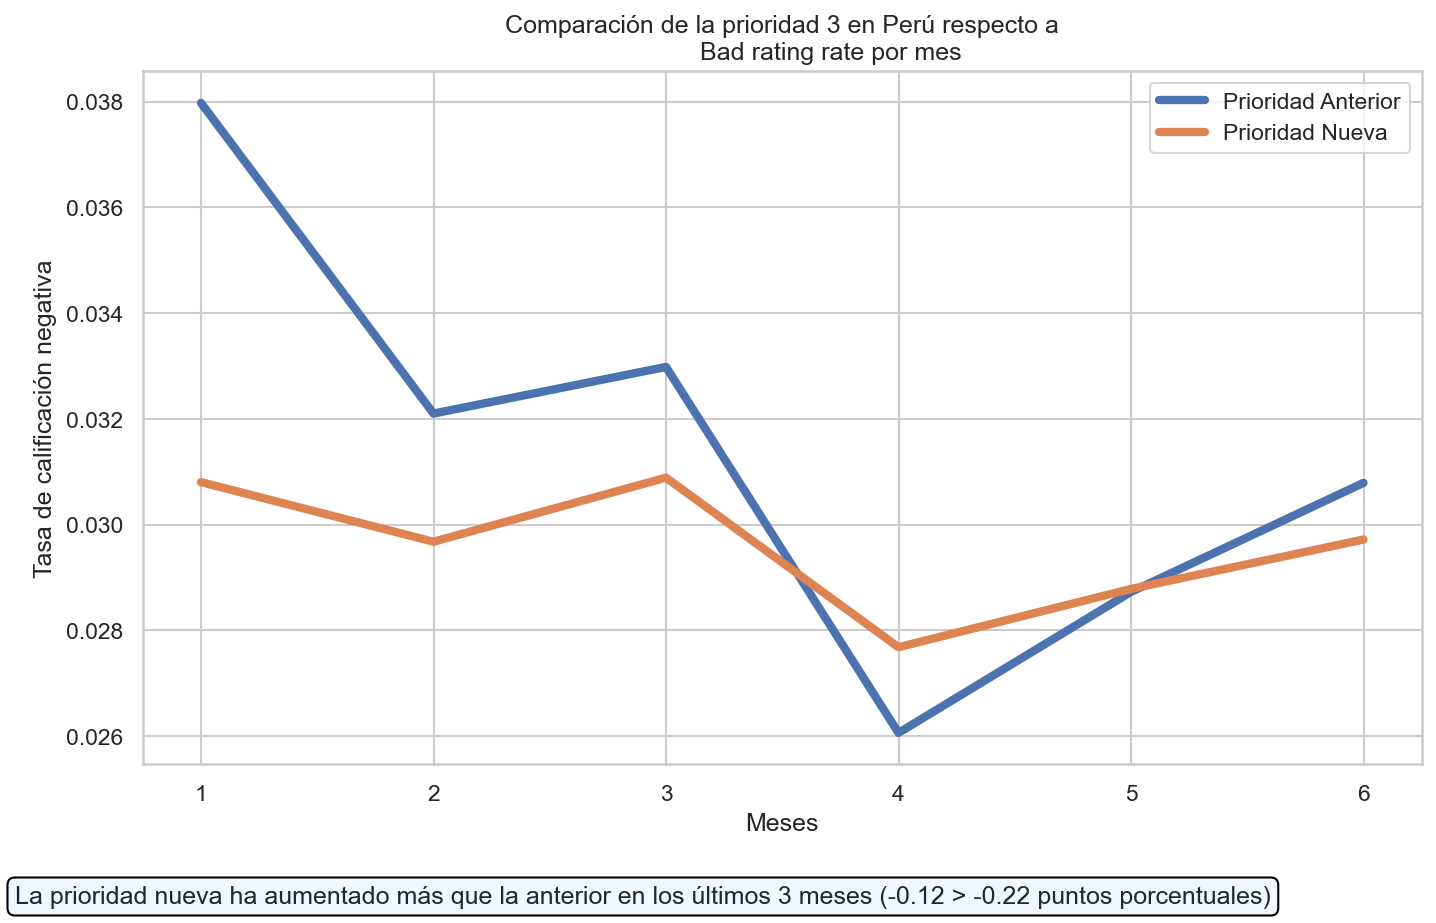 Comparación de la prioridad 3 en Perú respecto a
Bad rating rate por mes
Prioridad Anterior
Prioridad Nueva
Tasa de calificación negativa
0.038
0.036
0.034
0.032
0.030
0.028
0.026
1 2 3 4 5 6
Meses
La prioridad nueva ha aumentado más que la anterior en los últimos 3 meses (-0.12 > -0.22 puntos porcentuales)